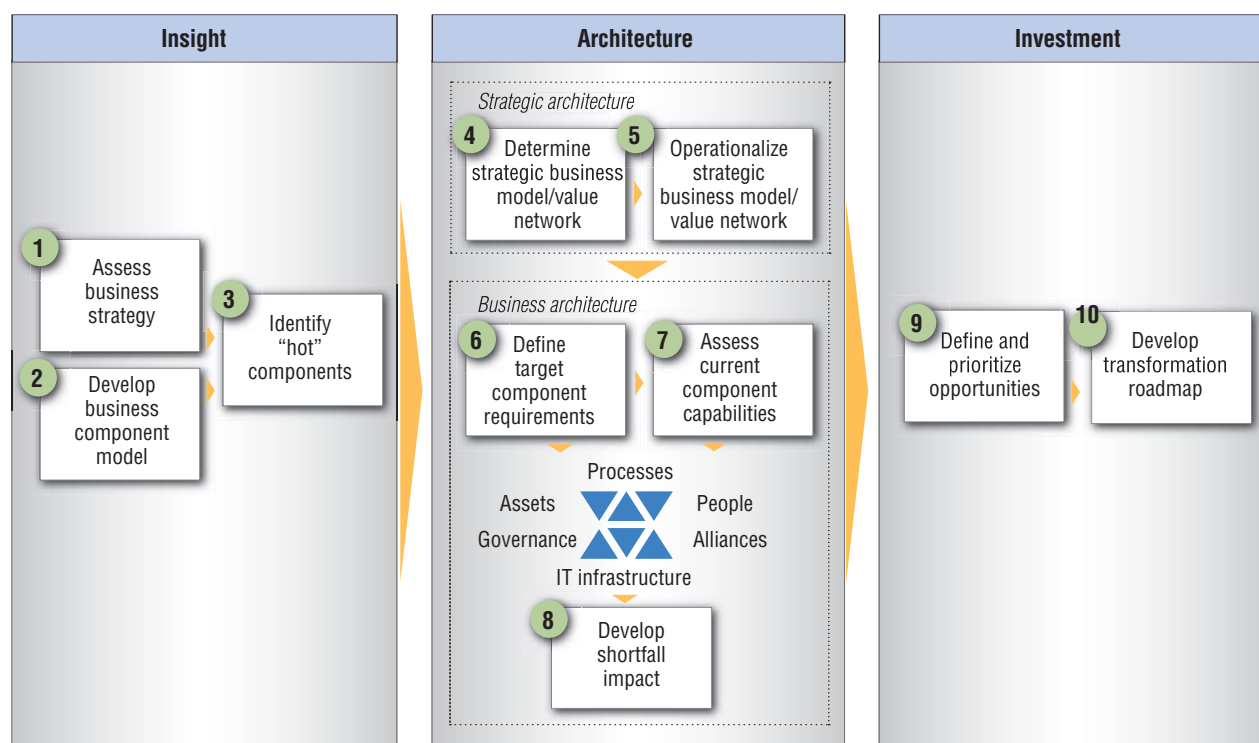 Insight
1
Assess
business
strategy
2
Develop
business
component
model
3
Identify
“hot”
components
Architecture
Strategic architecture
4
Determine
strategic business
model/value
network
5
Operationalize
strategic
business model/
value network
Business architecture
6
Define
target
component
requirements
7
Assess
current
component
capabilities
Processes
Assets
People
Governance
Alliances
IT infrastructure
8
Develop
shortfall
impact
Investment
9
Define and
prioritize
opportunities
10
Develop
transformation
roadmap